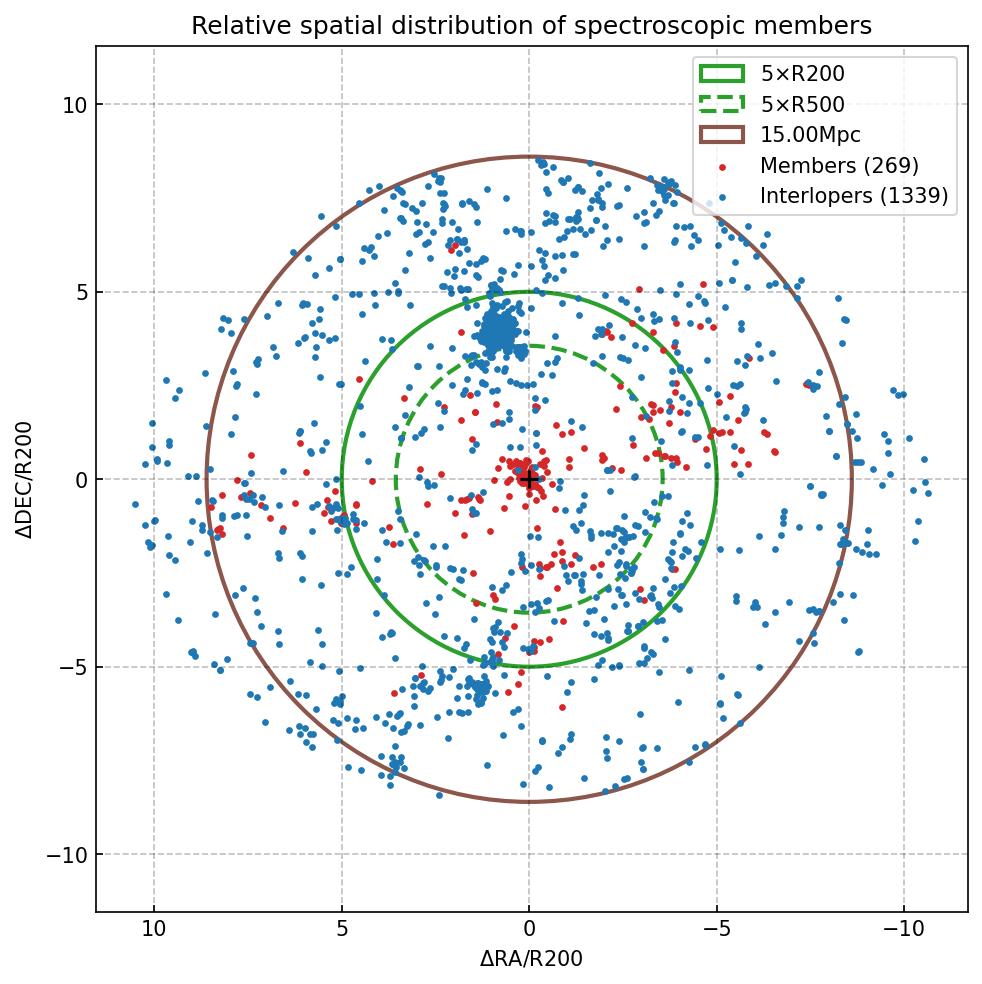 Relative spatial distribution of spectroscopic members
5×R200
5×R500
15.00Mpc
Members (269)
Interlopers (1339)
10
5
0
−5
−10
ΔDEC/R200
10
5
0
−5
−10
ΔRA/R200